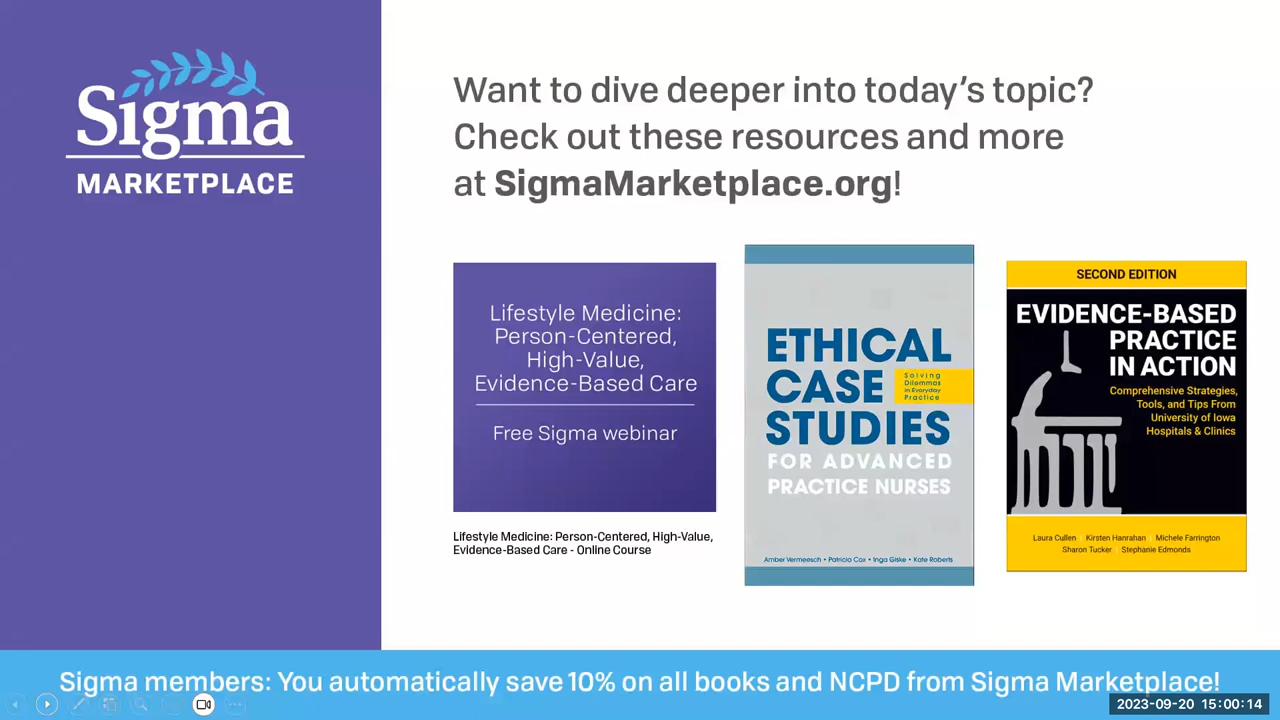 Sigma
MARKETPLACE
Want to dive deeper into today's topic?
Check out these resources and more
at SigmaMarketplace.org!
Lifestyle Medicine:
Person-Centered,
High-Value,
Evidence-Based Care
Free Sigma webinar
Lifestyle Medicine: Person-Centered, High-Value,
Evidence-Based Care - Online Course
ETHICAL
CASE
Solving
Dilemmas
in Everyday
Practice
STUDIES
FOR ADVANCED
PRACTICE NURSES
Amber Vermeesch • Patricia Cox • Inga Giske • Kate Roberts
SECOND EDITION
EVIDENCE-BASED
PRACTICE
IN ACTION
Comprehensive Strategies,
Tools, and Tips From
University of Iowa
Hospitals & Clinics
Laura Cullen | Kirsten Hanrahan | Michele Farrington
Sharon Tucker | Stephanie Edmonds
Sigma members: You automatically save 10% on all books and NCPD from Sigma Marketplace!
2023-09-20 15:00:14